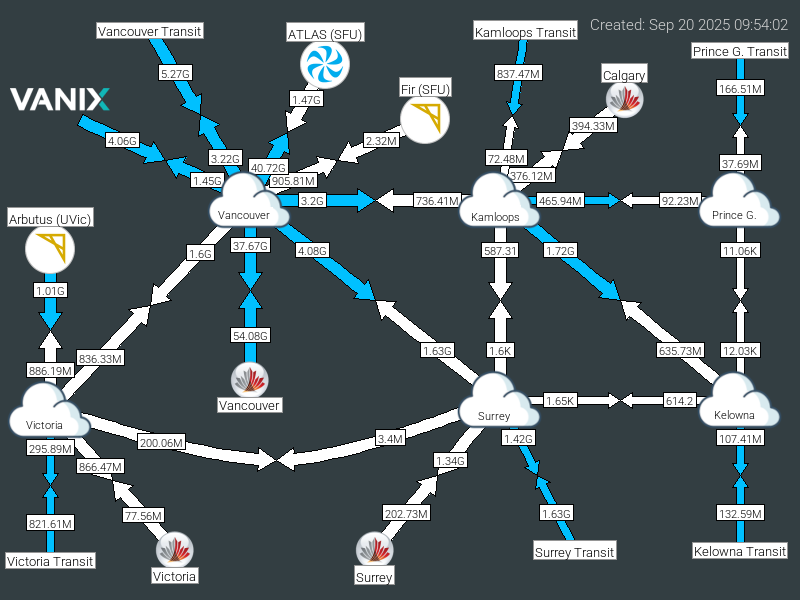 Created: Sep 20 2025 09:54:02
Vancouver Transit
ATLAS (SFU)
Kamloops Transit
Prince G. Transit
5.27G
837.47M
Calgary
166.51M
Fir (SFU)
VANIX
1.47G
394.33M
4.06G
2.32M
3.22G
72.48M
37.69M
40.72G
1.45G
905.81M
376.12M
3.2G
736.41M
465.94M
92.23M
Vancouver
Kamloops
Prince G.
Arbutus (UVic)
1.6G
37.67G
4.08G
587.31
1.72G
11.06K
1.01G
54.08G
836.33M
1.63G
1.6K
635.73M
12.03K
886.19M
Vancouver
1.65K
614.2
Victoria
Surrey
Kelowna
200.06M
3.4M
1.42G
107.41M
295.89M
866.47M
1.34G
821.61M
77.56M
202.73M
1.63G
132.59M
Victoria Transit
Victoria
Surrey
Surrey Transit
Kelowna Transit